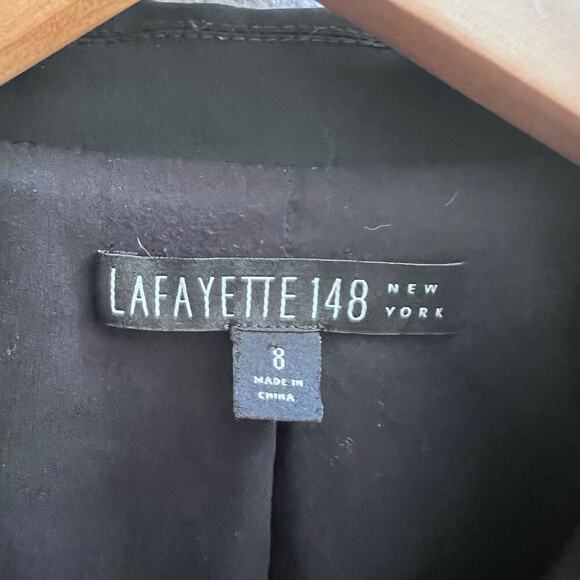 LAFAYETTE 148 NEW YORK
8
MADE IN
CHINA